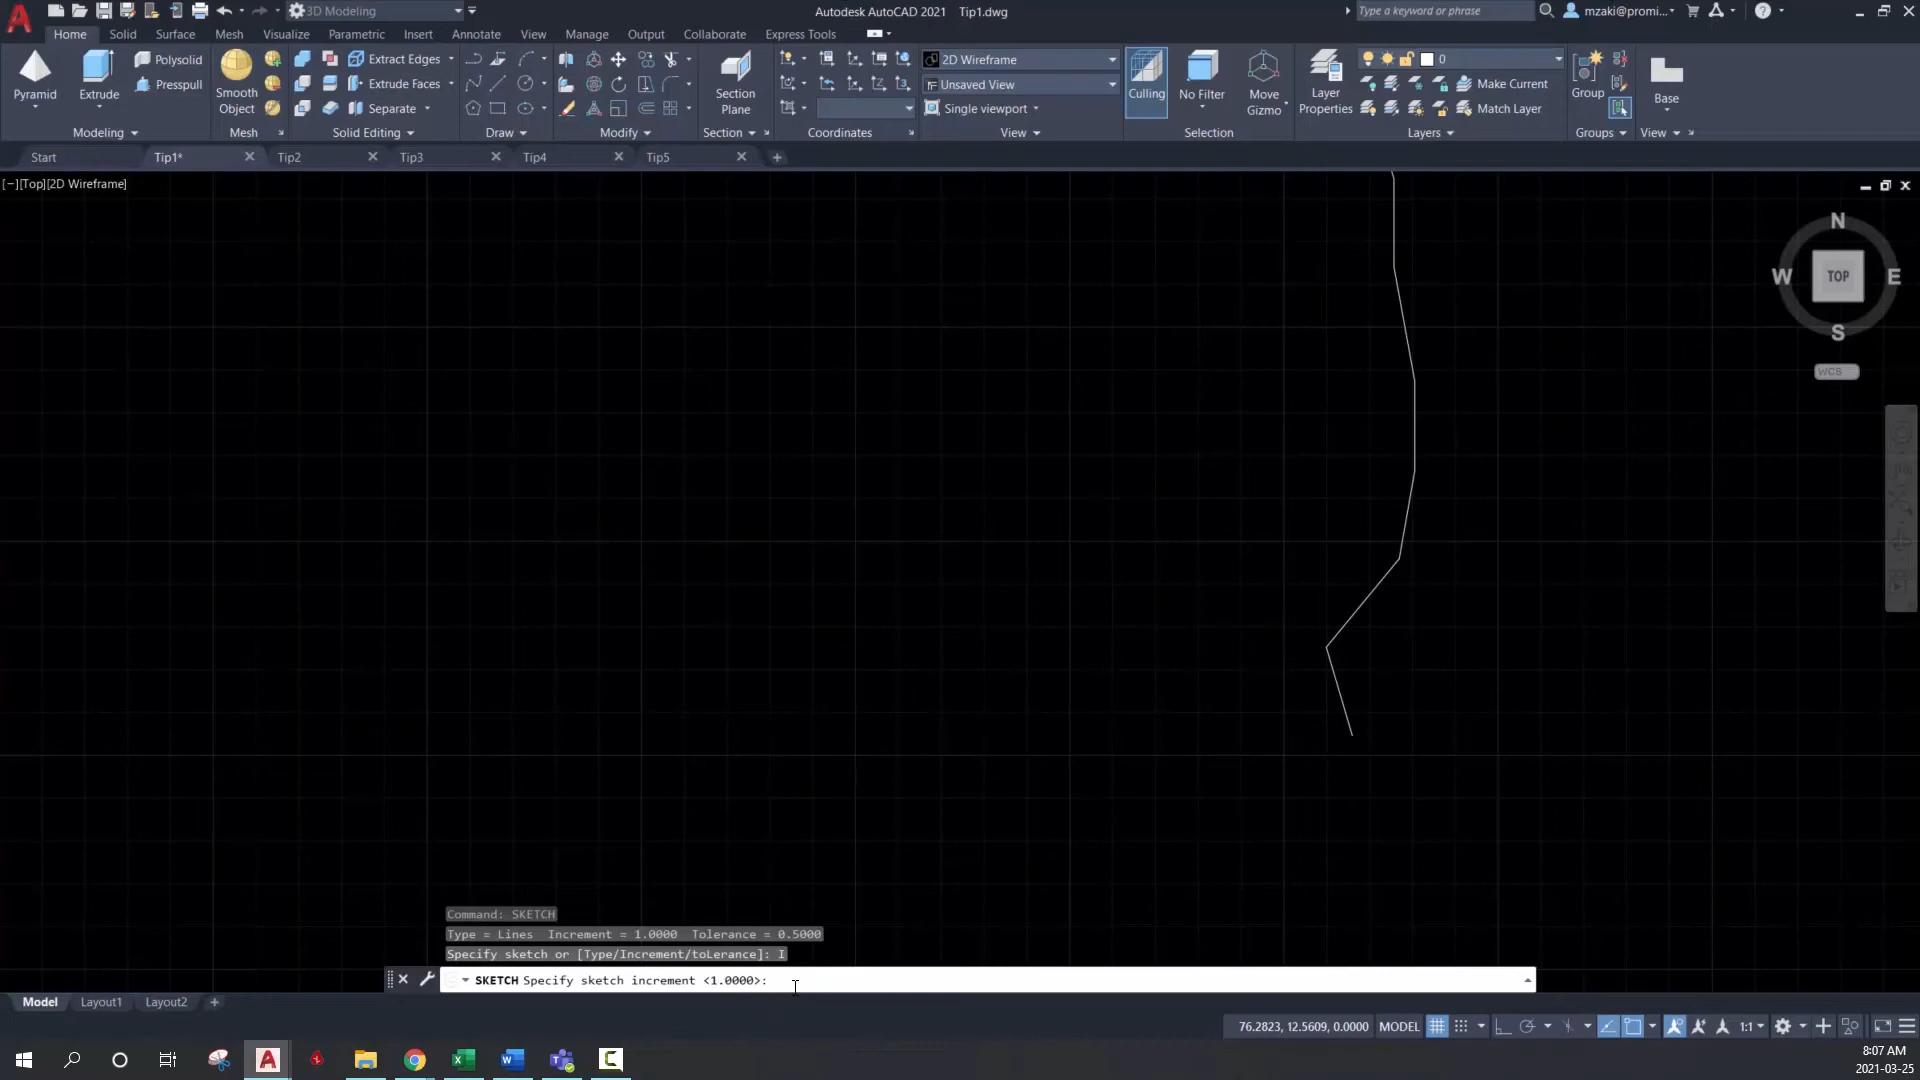 3D Modeling
Autodesk AutoCAD 2021 Tip1.dwg
Type a keyword or phrase
mzaki@promi...
Home Solid Surface Mesh Visualize Parametric Insert Annotate View Manage Output Collaborate Express Tools
Pyramid
Extrude
Polysolid
Presspull
Smooth
Object
Extract Edges
Extrude Faces
Separate
Section
Plane
2D Wireframe
Unsaved View
Single viewport
Culling
No Filter
Move
Gizmo
Layer
Properties
0
Make Current
Match Layer
Group
Base
Modeling Mesh Solid Editing Draw Modify Section Coordinates View Selection Layers Groups View
Start Tip1* Tip2 Tip3 Tip4 Tip5
[−][Top][2D Wireframe]
N
W TOP E
S
WCS
Command: SKETCH
Type = Lines Increment = 1.0000 Tolerance = 0.5000
Specify sketch or [Type/Increment/toLerance]: I
SKETCH Specify sketch increment <1.0000>:
Model Layout1 Layout2
76.2823, 12.5609, 0.0000 MODEL 1:1
8:07 AM
2021-03-25